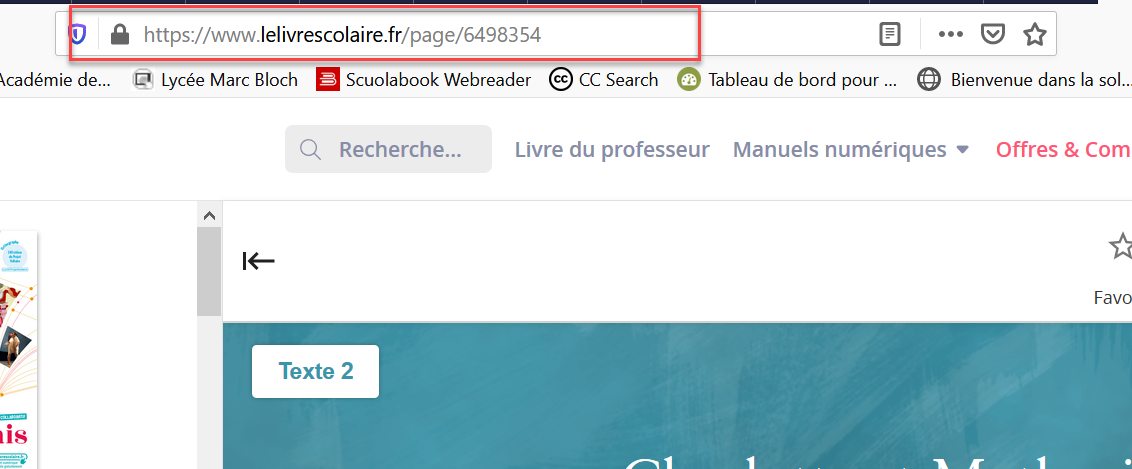 https://www.lelivrescolaire.fr/page/6498354
Académie de... Lycée Marc Bloch Scuolabook Webreader CC Search Tableau de bord pour ... Bienvenue dans la sol...
Recherche... Livre du professeur Manuels numériques Offres & Com
Favo
Texte 2